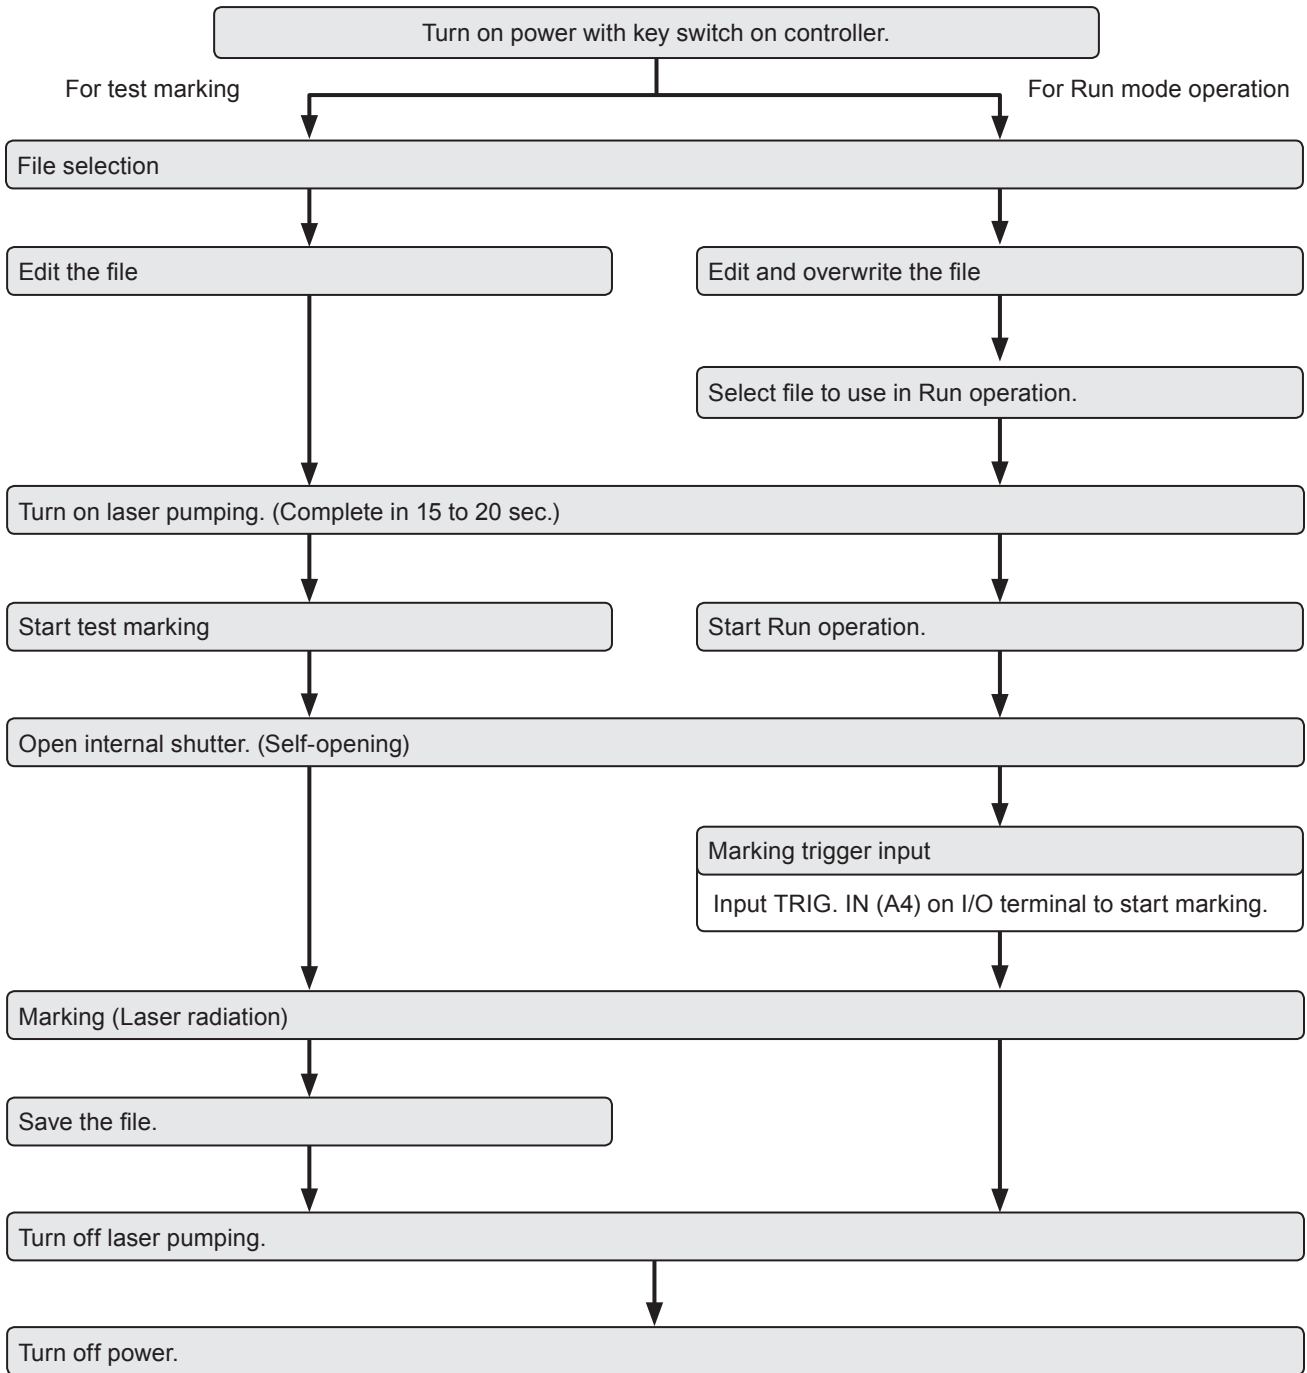 Turn on power with key switch on controller.
For test marking
For Run mode operation
File selection
Edit the file
Edit and overwrite the file
Select file to use in Run operation.
Turn on laser pumping. (Complete in 15 to 20 sec.)
Start test marking
Start Run operation.
Open internal shutter. (Self-opening)
Marking trigger input
Input TRIG. IN (A4) on I/O terminal to start marking.
Marking (Laser radiation)
Save the file.
Turn off laser pumping.
Turn off power.